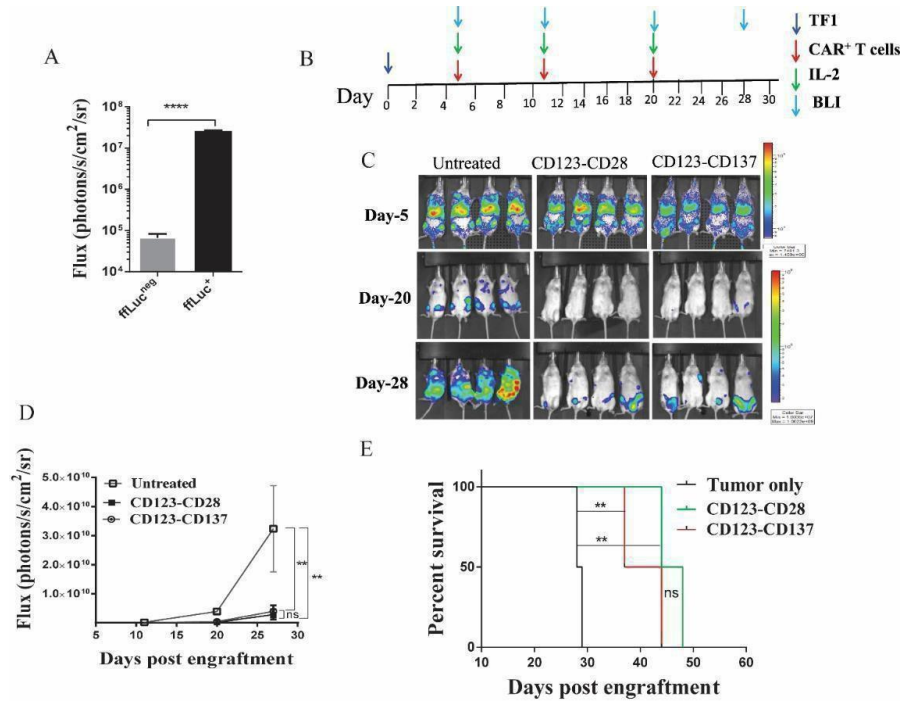 A
Flux (photons/s/cm²/sr)
10⁸
10⁷
10⁶
10⁵
10⁴
****
ffLucⁿᵉᵍ
ffLuc⁺
B
Day
0 2 4 6 8 10 12 14 16 18 20 22 24 26 28 30
TF1
CAR⁺ T cells
IL-2
BLI
C
Untreated CD123-CD28 CD123-CD137
Day-5
Day-20
Day-28
D
Flux (photons/s/cm²/sr)
5.0×10¹⁰
4.0×10¹⁰
3.0×10¹⁰
2.0×10¹⁰
1.0×10¹⁰
Untreated
CD123-CD28
CD123-CD137
**
**
ns
5 10 15 20 25 30
Days post engraftment
E
Percent survival
100
50
0
**
**
ns
Tumor only
CD123-CD28
CD123-CD137
10 20 30 40 50 60
Days post engraftment